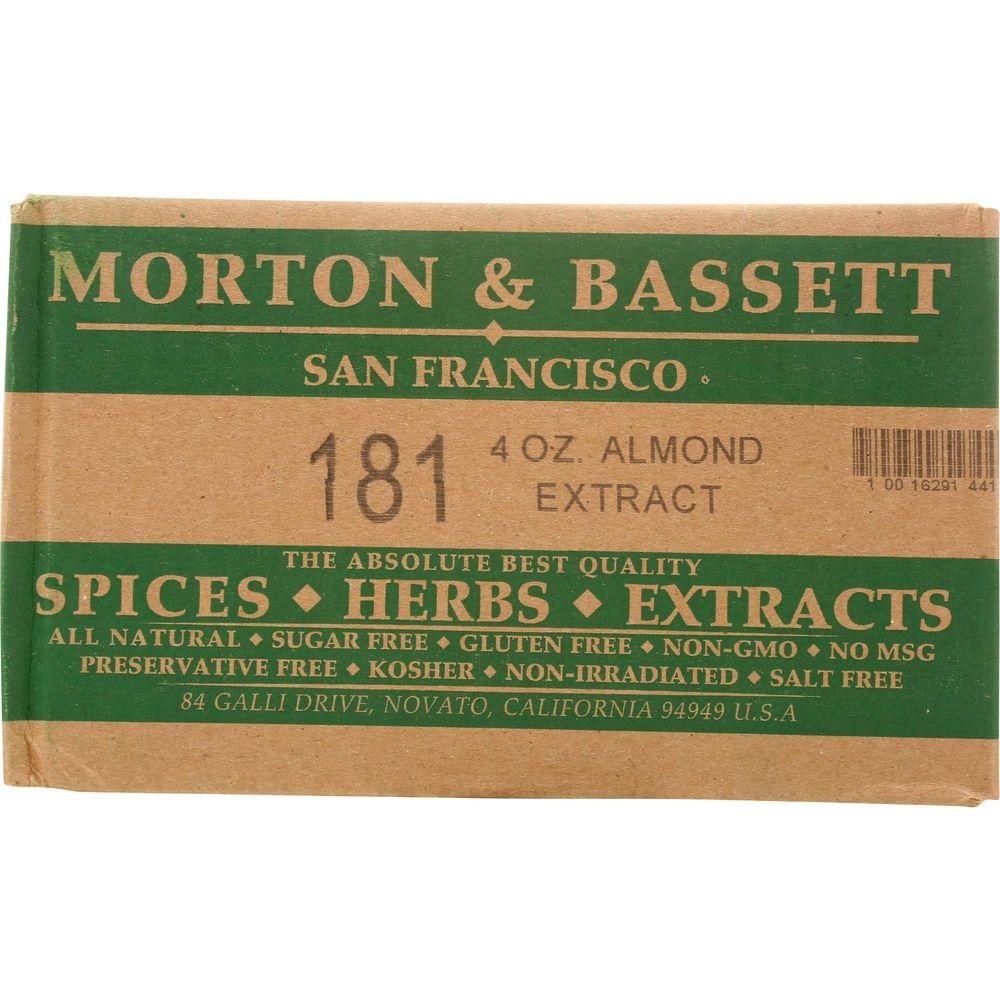 MORTON & BASSETT
SAN FRANCISCO
181
4 OZ. ALMOND
EXTRACT
1 00 16291 441
THE ABSOLUTE BEST QUALITY
SPICES ◆ HERBS ◆ EXTRACTS
ALL NATURAL ◆ SUGAR FREE ◆ GLUTEN FREE ◆ NON-GMO ◆ NO MSG
PRESERVATIVE FREE ◆ KOSHER ◆ NON-IRRADIATED ◆ SALT FREE
84 GALLI DRIVE, NOVATO, CALIFORNIA 94949 U.S.A